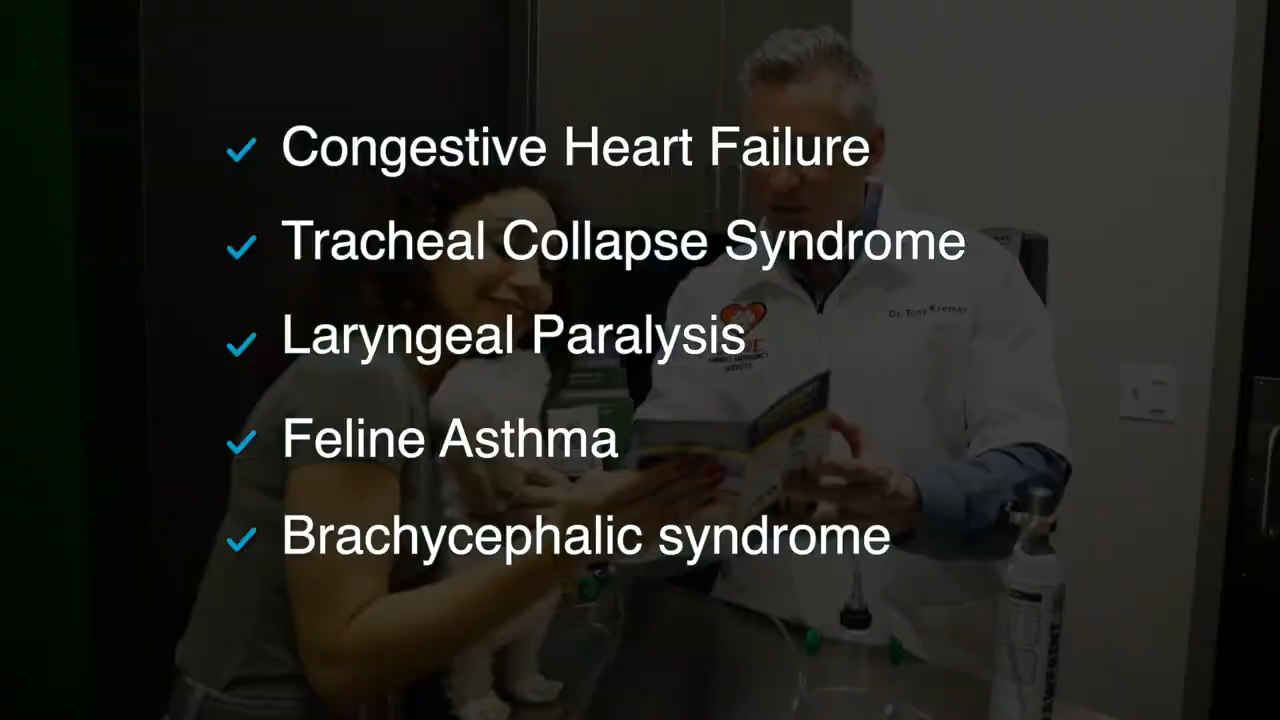 Congestive Heart Failure
Tracheal Collapse Syndrome
Laryngeal Paralysis
Feline Asthma
Brachycephalic syndrome